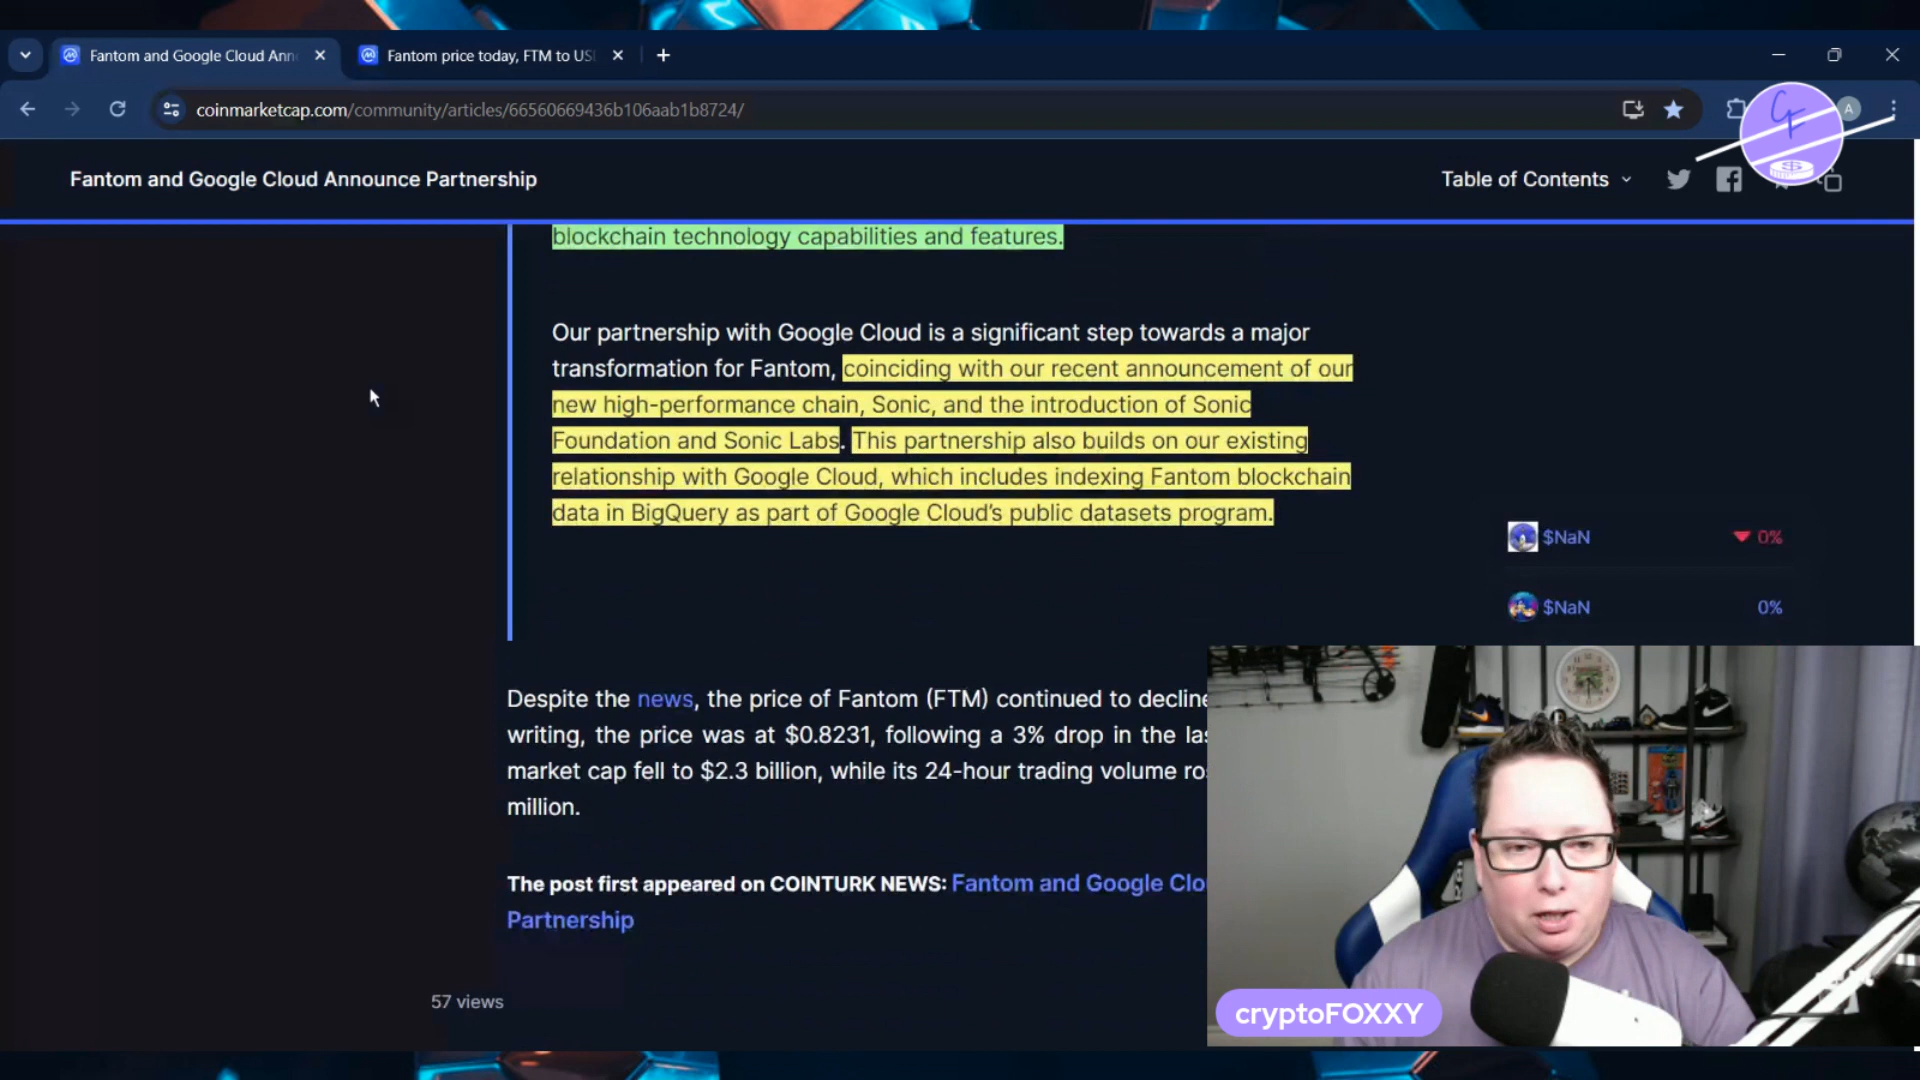 Fantom and Google Cloud Ann
Fantom price today, FTM to US
coinmarketcap.com/community/articles/66560669436b106aab1b8724/
A
Fantom and Google Cloud Announce Partnership
Table of Contents
blockchain technology capabilities and features.
Our partnership with Google Cloud is a significant step towards a major
transformation for Fantom, coinciding with our recent announcement of our
new high-performance chain, Sonic, and the introduction of Sonic
Foundation and Sonic Labs. This partnership also builds on our existing
relationship with Google Cloud, which includes indexing Fantom blockchain
data in BigQuery as part of Google Cloud's public datasets program.
$NaN 0%
$NaN 0%
Despite the news, the price of Fantom (FTM) continued to decline
writing, the price was at $0.8231, following a 3% drop in the las
market cap fell to $2.3 billion, while its 24-hour trading volume ro
million.
The post first appeared on COINTURK NEWS: Fantom and Google Clo
Partnership
57 views
cryptoFOXXY